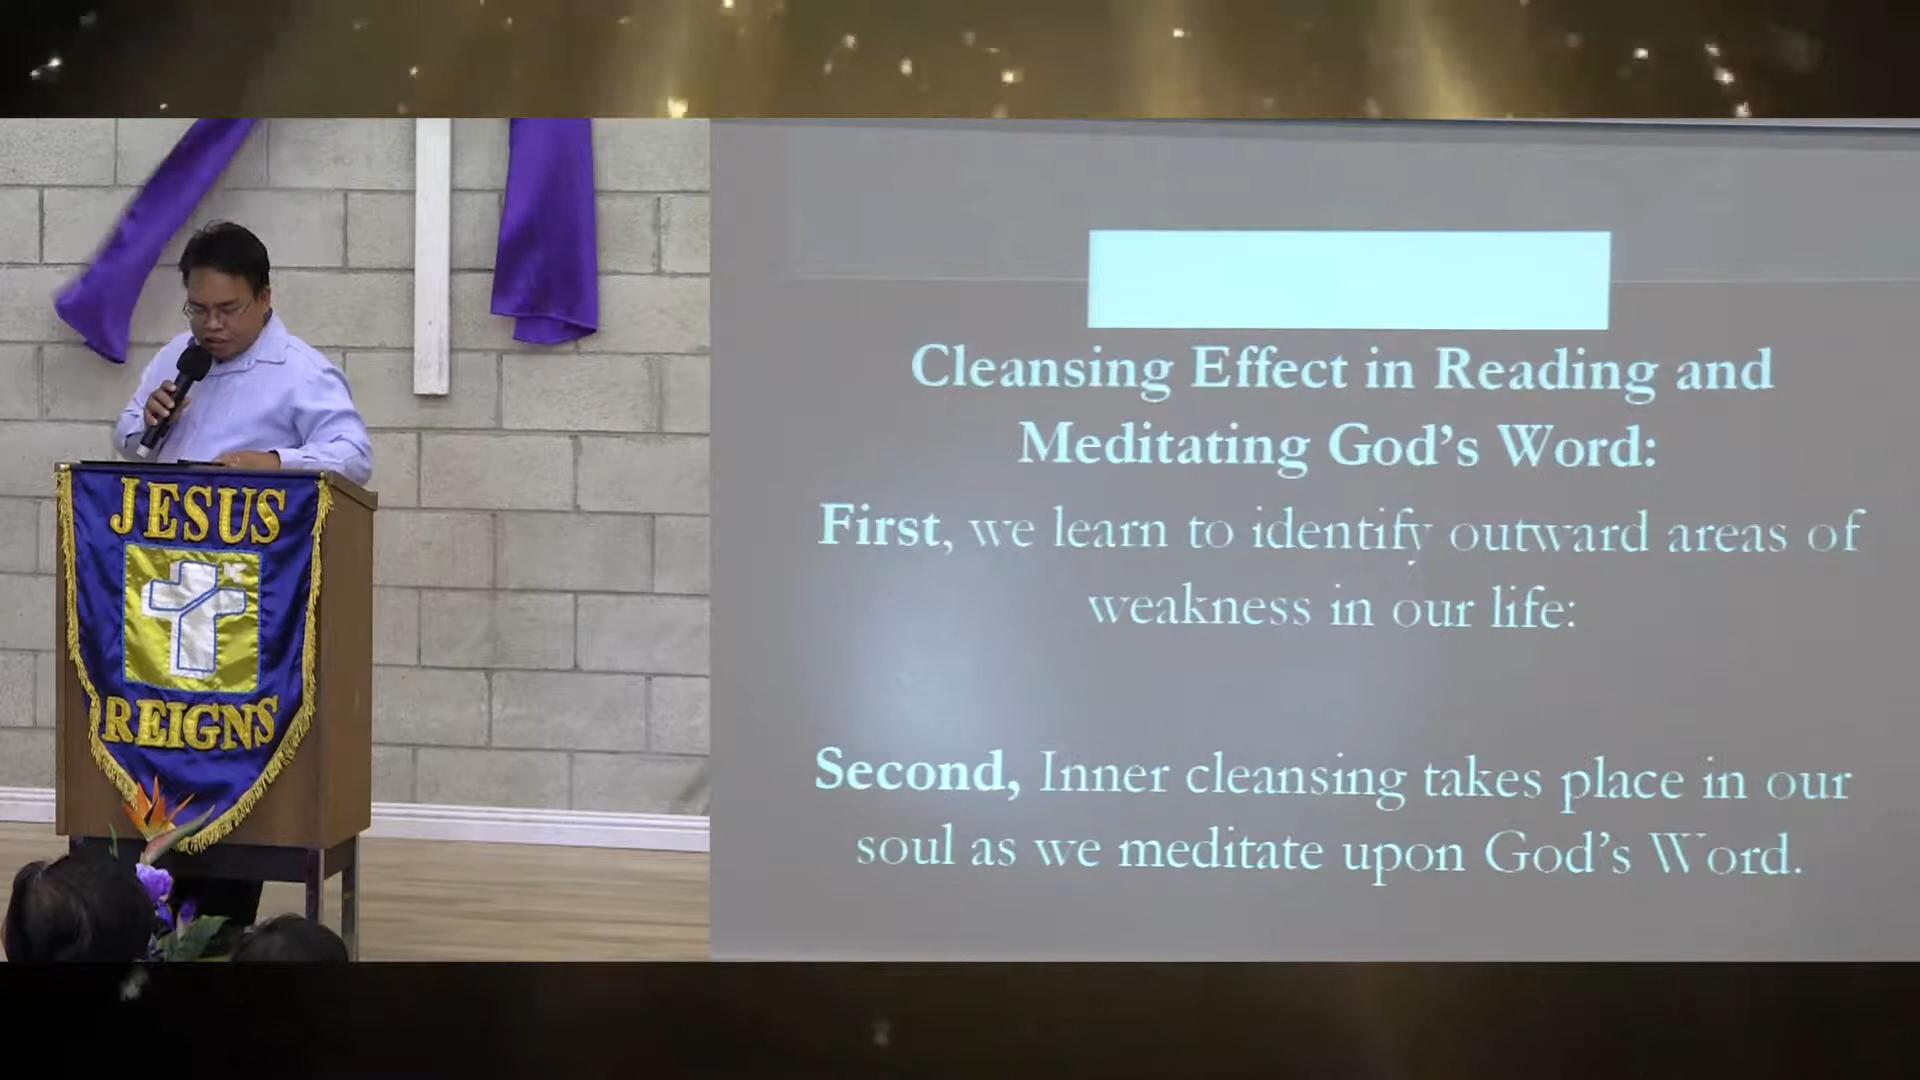 JESUS
REIGNS
Cleansing Effect in Reading and
Meditating God's Word:
First, we learn to identify outward areas of
weakness in our life:
Second, Inner cleansing takes place in our
soul as we meditate upon God's Word.